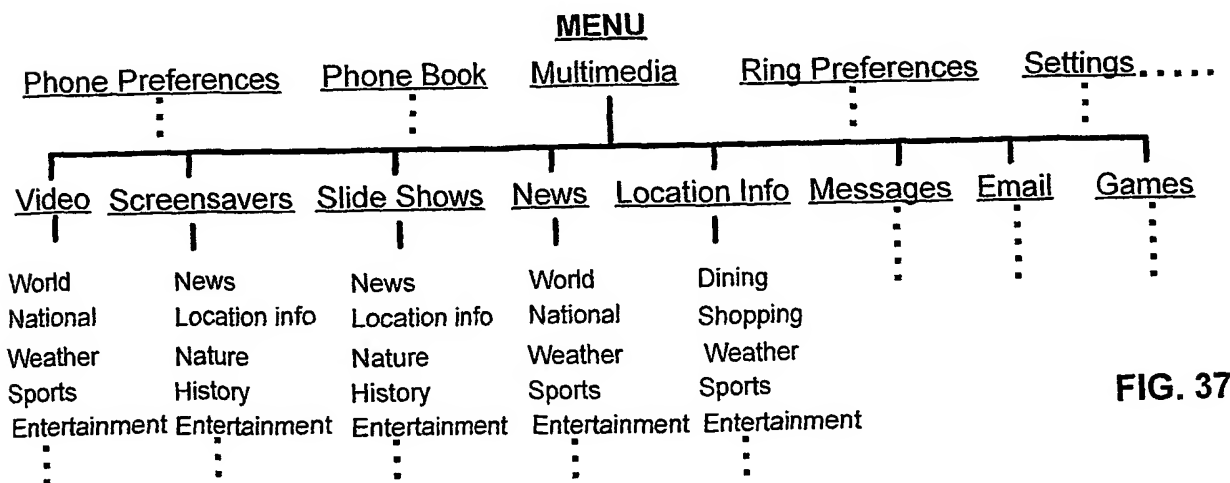 MENU
Phone Preferences Phone Book Multimedia Ring Preferences Settings.....
Video Screensavers Slide Shows News Location Info Messages Email Games
World News News World Dining
National Location info Location info National Shopping
Weather Nature Nature Weather Weather
Sports History History Sports Sports
Entertainment Entertainment Entertainment Entertainment Entertainment
FIG. 37